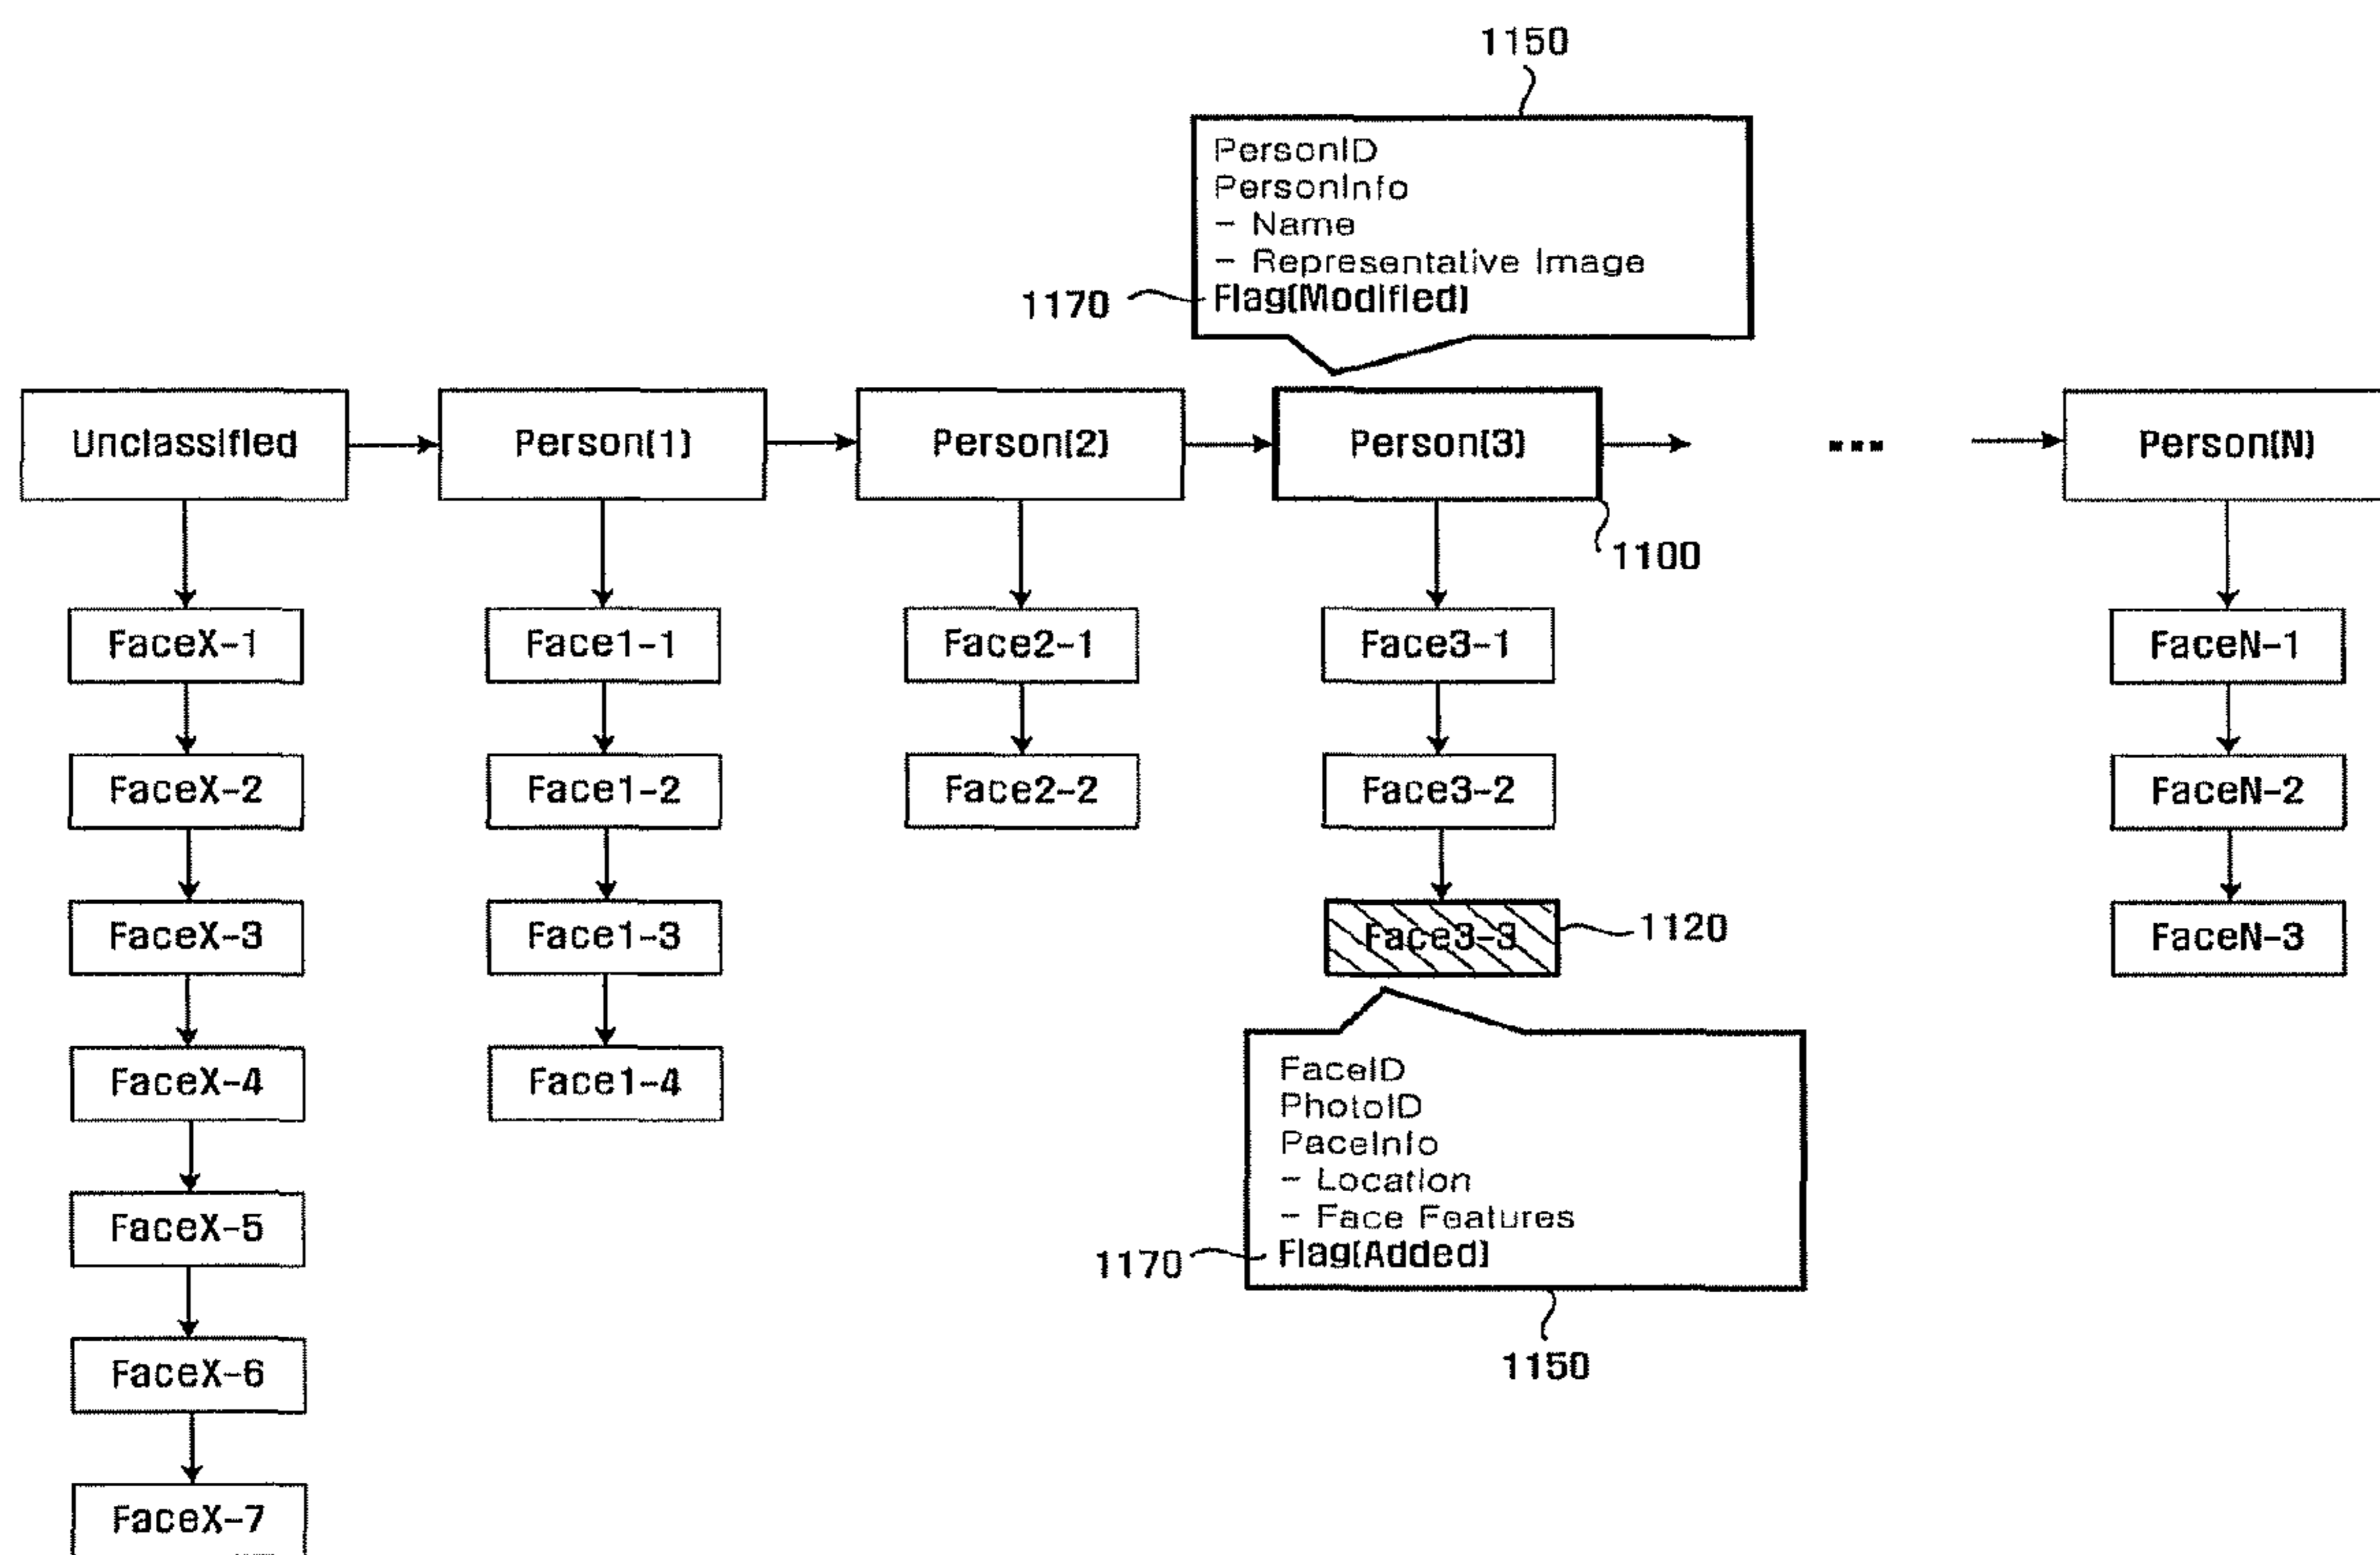 1150
PersonID
PersonInfo
- Name
- Representative Image
1170
Flag(Modified)
Unclassified
Person(1)
Person(2)
Person(3)
...
Person(N)
1100
FaceX-1
Face1-1
Face2-1
Face3-1
FaceN-1
FaceX-2
Face1-2
Face2-2
Face3-2
FaceN-2
FaceX-3
Face1-3
Face3-3
1120
FaceN-3
FaceX-4
Face1-4
FaceID
PhotoID
PaceInfo
- Location
- Face Features
1170
Flag(Added)
FaceX-5
1150
FaceX-6
FaceX-7